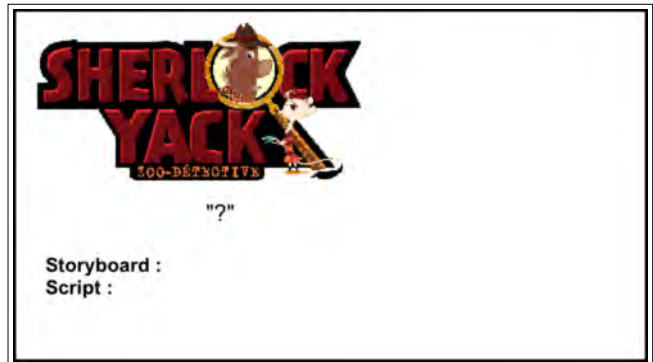 SHERLOCK
YACK
ZOO-DÉTECTIVE
"?"
Storyboard :
Script :